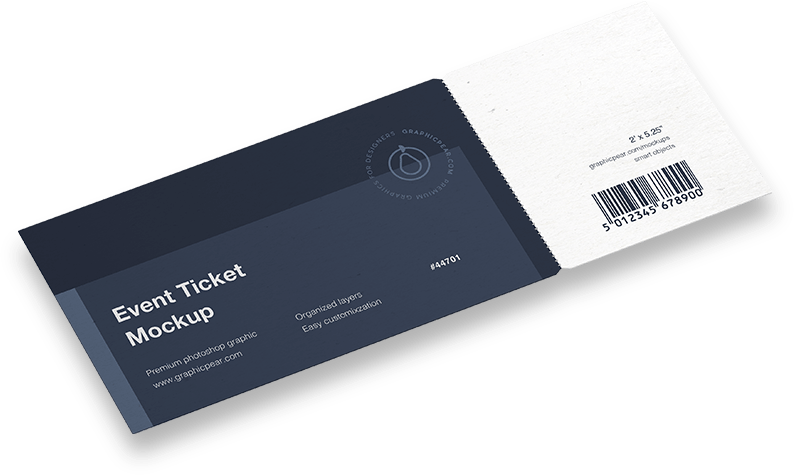 GRAPHICPEAR.COM PREMIUM GRAPHICS FOR DESIGNERS
Event Ticket
Mockup
Premium photoshop graphic
www.graphicpear.com
Organized layers
Easy customixzation
#44701
2' x 5.25"
graphicpear.com/mockups
smart objects
5 012345 678900